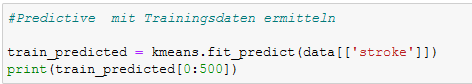 #Predictive  mit Trainingsdaten ermitteln
train_predicted = kmeans.fit_predict(data[['stroke']])
print(train_predicted[0:500])